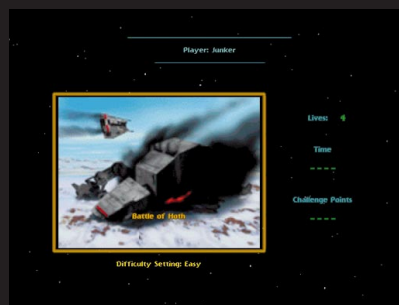 Player: Junker
Lives: 4
Time
----
Challenge Points
----
Battle of Hoth
Difficulty Setting: Easy